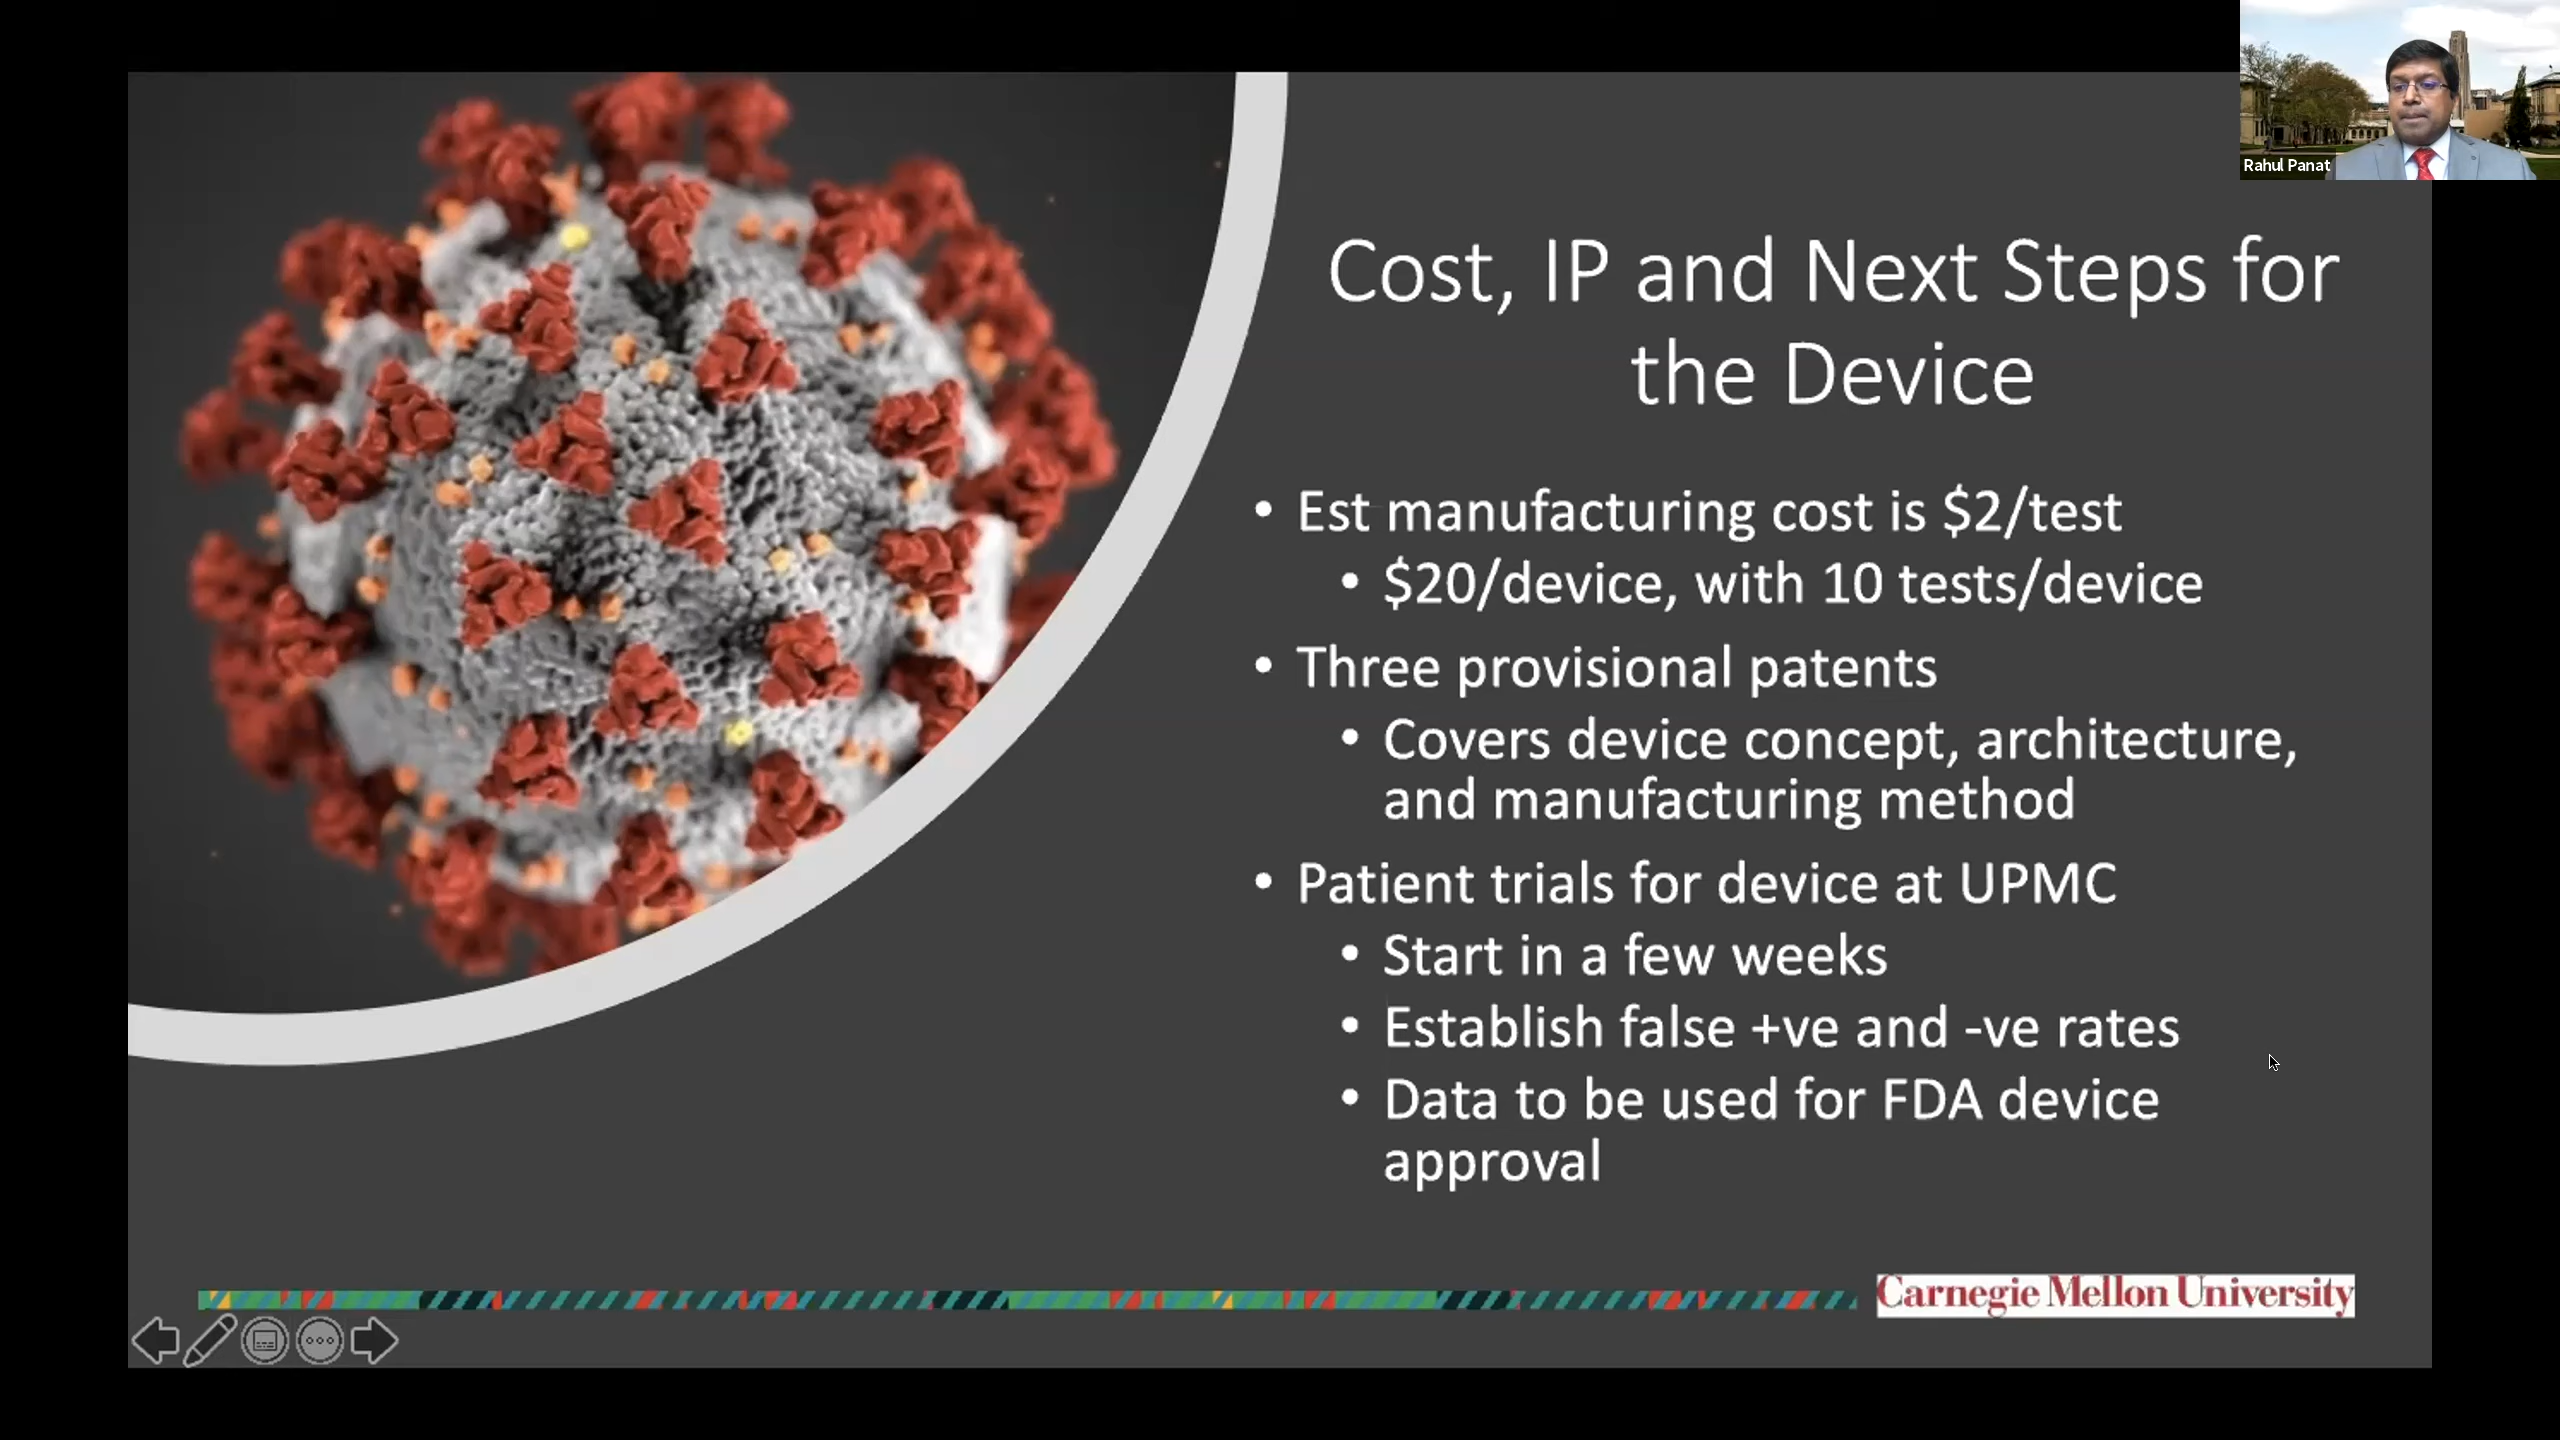 Rahul Panat
Cost, IP and Next Steps for
the Device
• Est manufacturing cost is $2/test
• $20/device, with 10 tests/device
• Three provisional patents
• Covers device concept, architecture,
and manufacturing method
• Patient trials for device at UPMC
• Start in a few weeks
• Establish false +ve and -ve rates
• Data to be used for FDA device
approval
Carnegie Mellon University